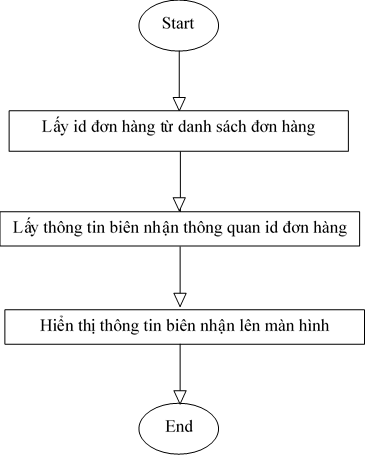 Start
Lấy id đơn hàng từ danh sách đơn hàng
Lấy thông tin biên nhận thông quan id đơn hàng
Hiển thị thông tin biên nhận lên màn hình
End